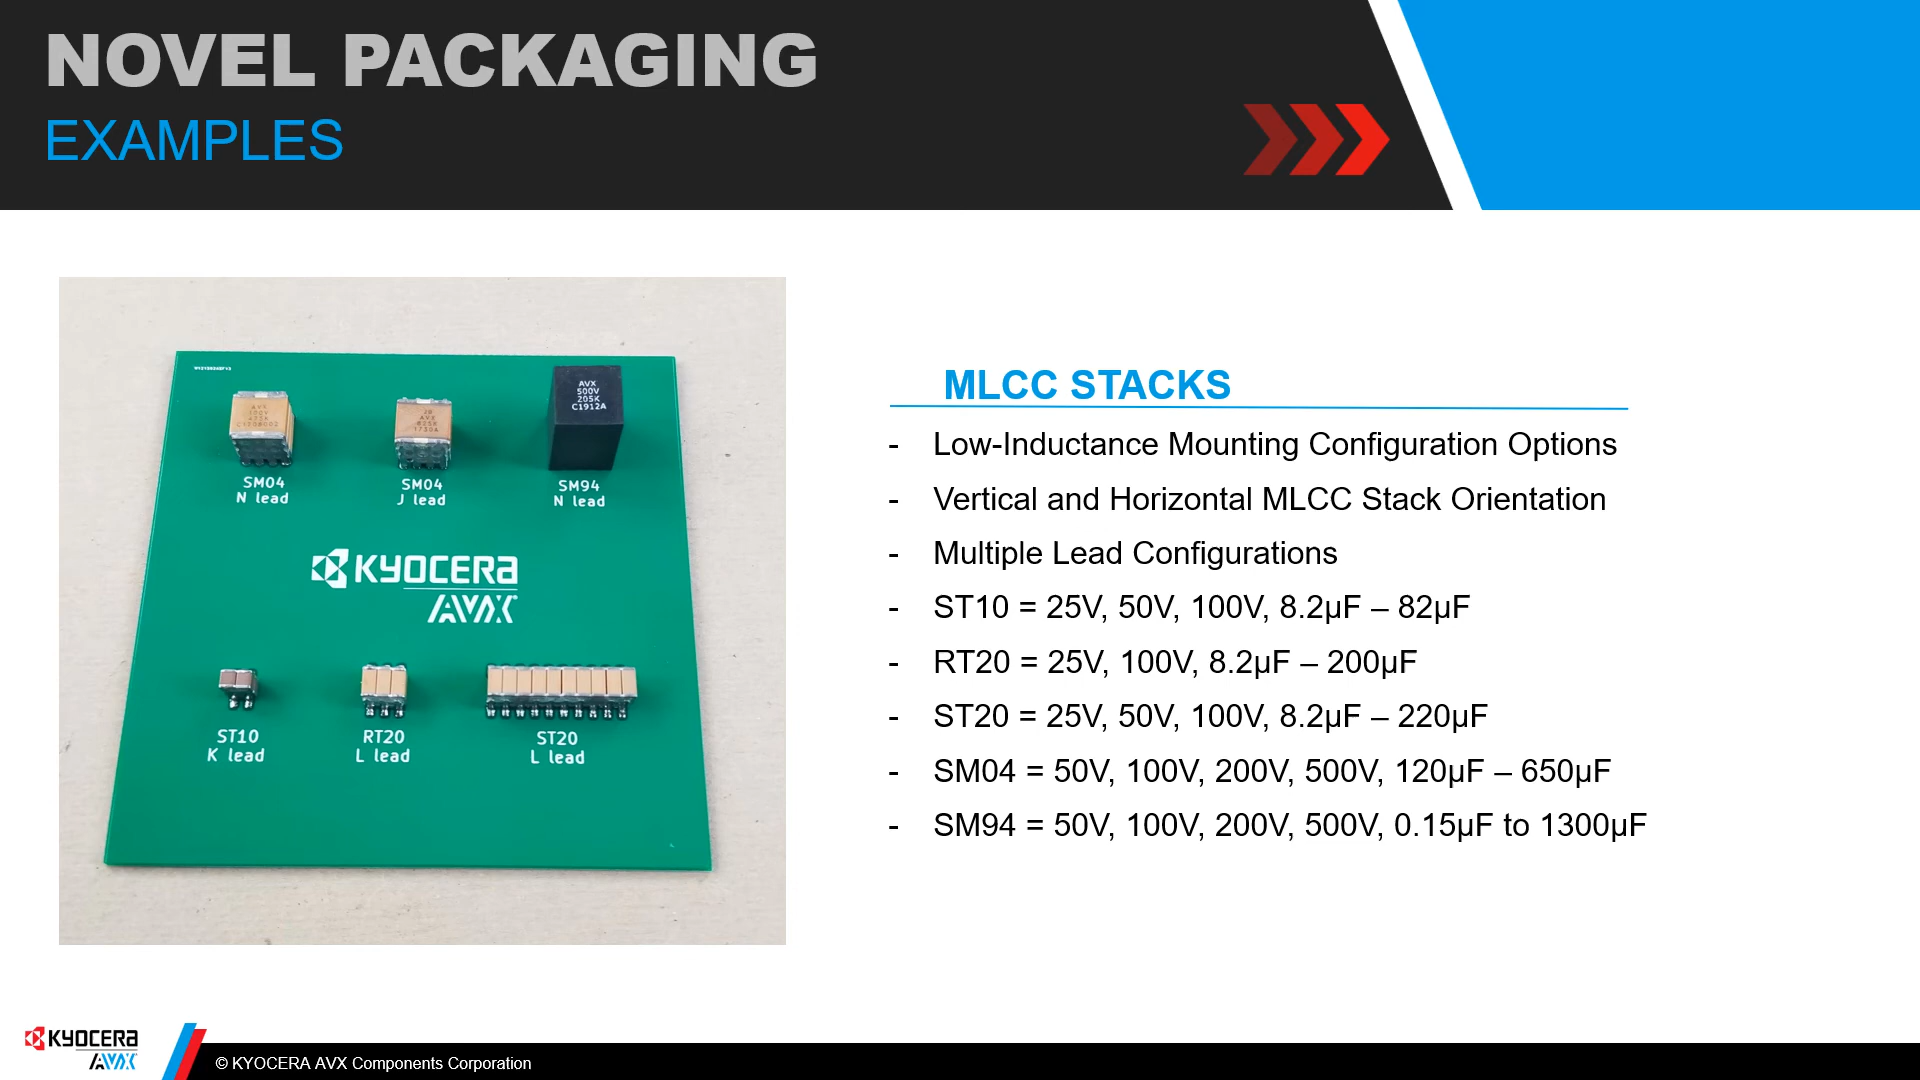 NOVEL PACKAGING
EXAMPLES
AVX
500V
205K
C1912A
SM04
N lead
SM04
J lead
SM94
N lead
KYOCERA
AVX
ST10
K lead
RT20
L lead
ST20
L lead
MLCC STACKS
- Low-Inductance Mounting Configuration Options
- Vertical and Horizontal MLCC Stack Orientation
- Multiple Lead Configurations
- ST10 = 25V, 50V, 100V, 8.2µF – 82µF
- RT20 = 25V, 100V, 8.2µF – 200µF
- ST20 = 25V, 50V, 100V, 8.2µF – 220µF
- SM04 = 50V, 100V, 200V, 500V, 120µF – 650µF
- SM94 = 50V, 100V, 200V, 500V, 0.15µF to 1300µF
KYOCERA
AVX
© KYOCERA AVX Components Corporation